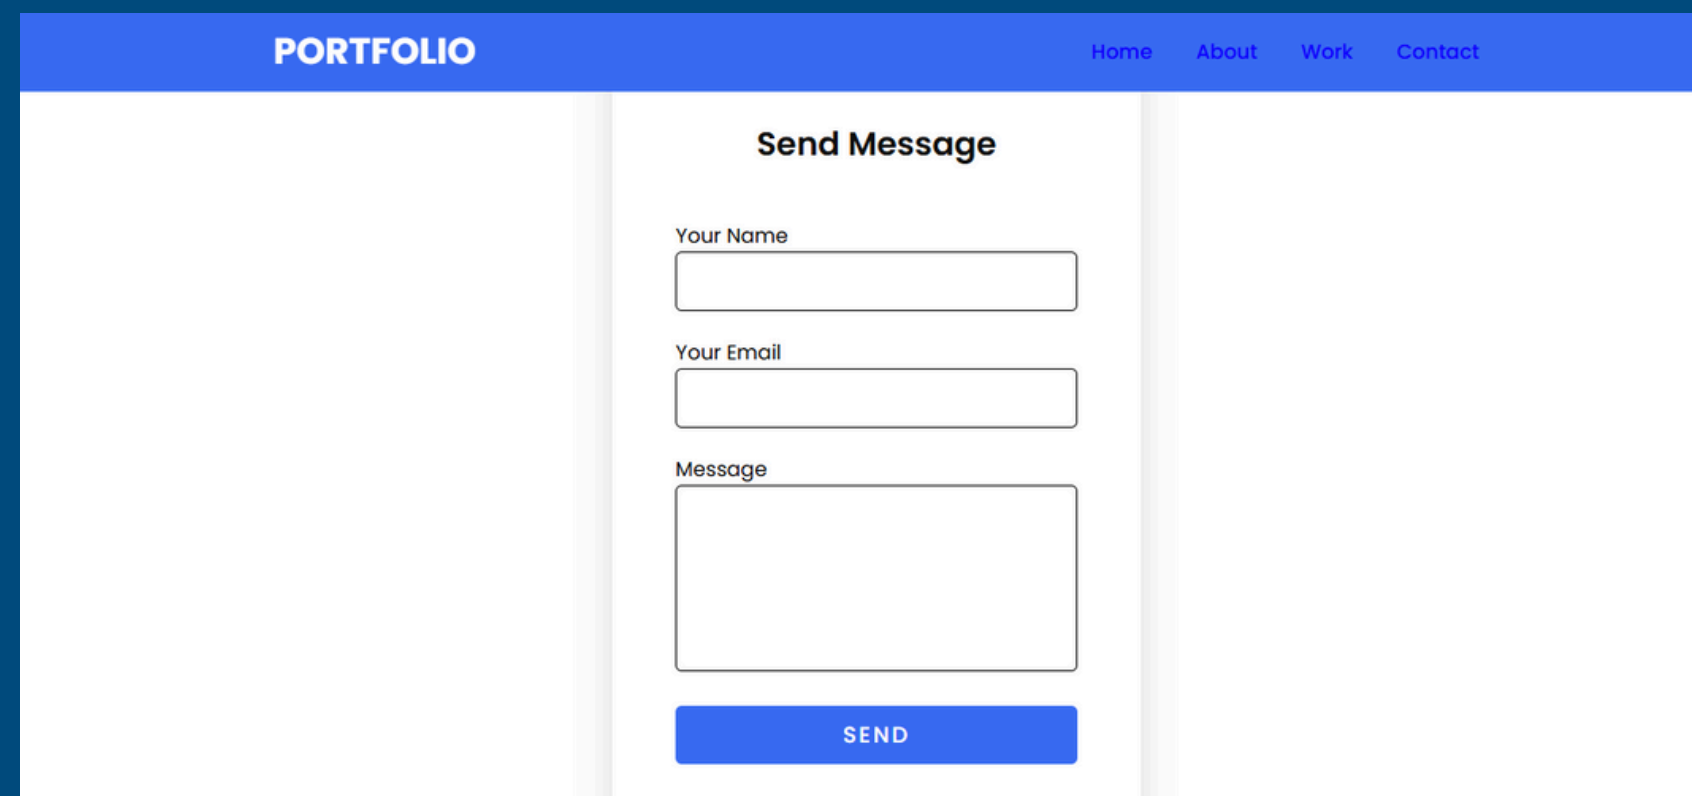 PORTFOLIO Home About Work Contact
Send Message
Your Name
Your Email
Message
SEND